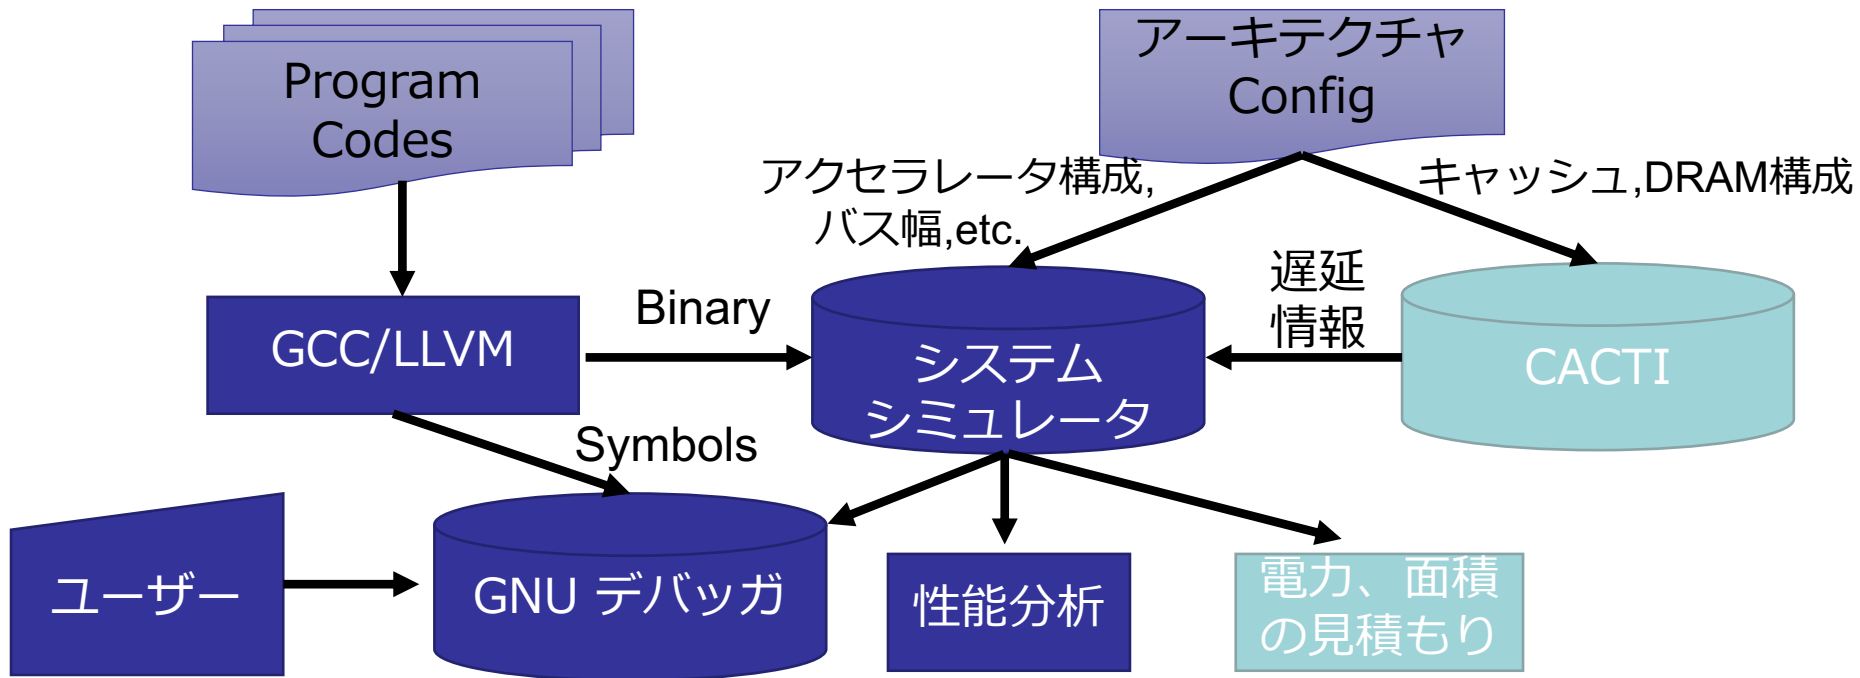 Program
Codes
アーキテクチャ
Config
アクセラレータ構成,
バス幅,etc.
キャッシュ,DRAM構成
GCC/LLVM
Binary
システム
シミュレータ
遅延
情報
CACTI
Symbols
ユーザー
GNU デバッガ
性能分析
電力、面積
の見積もり